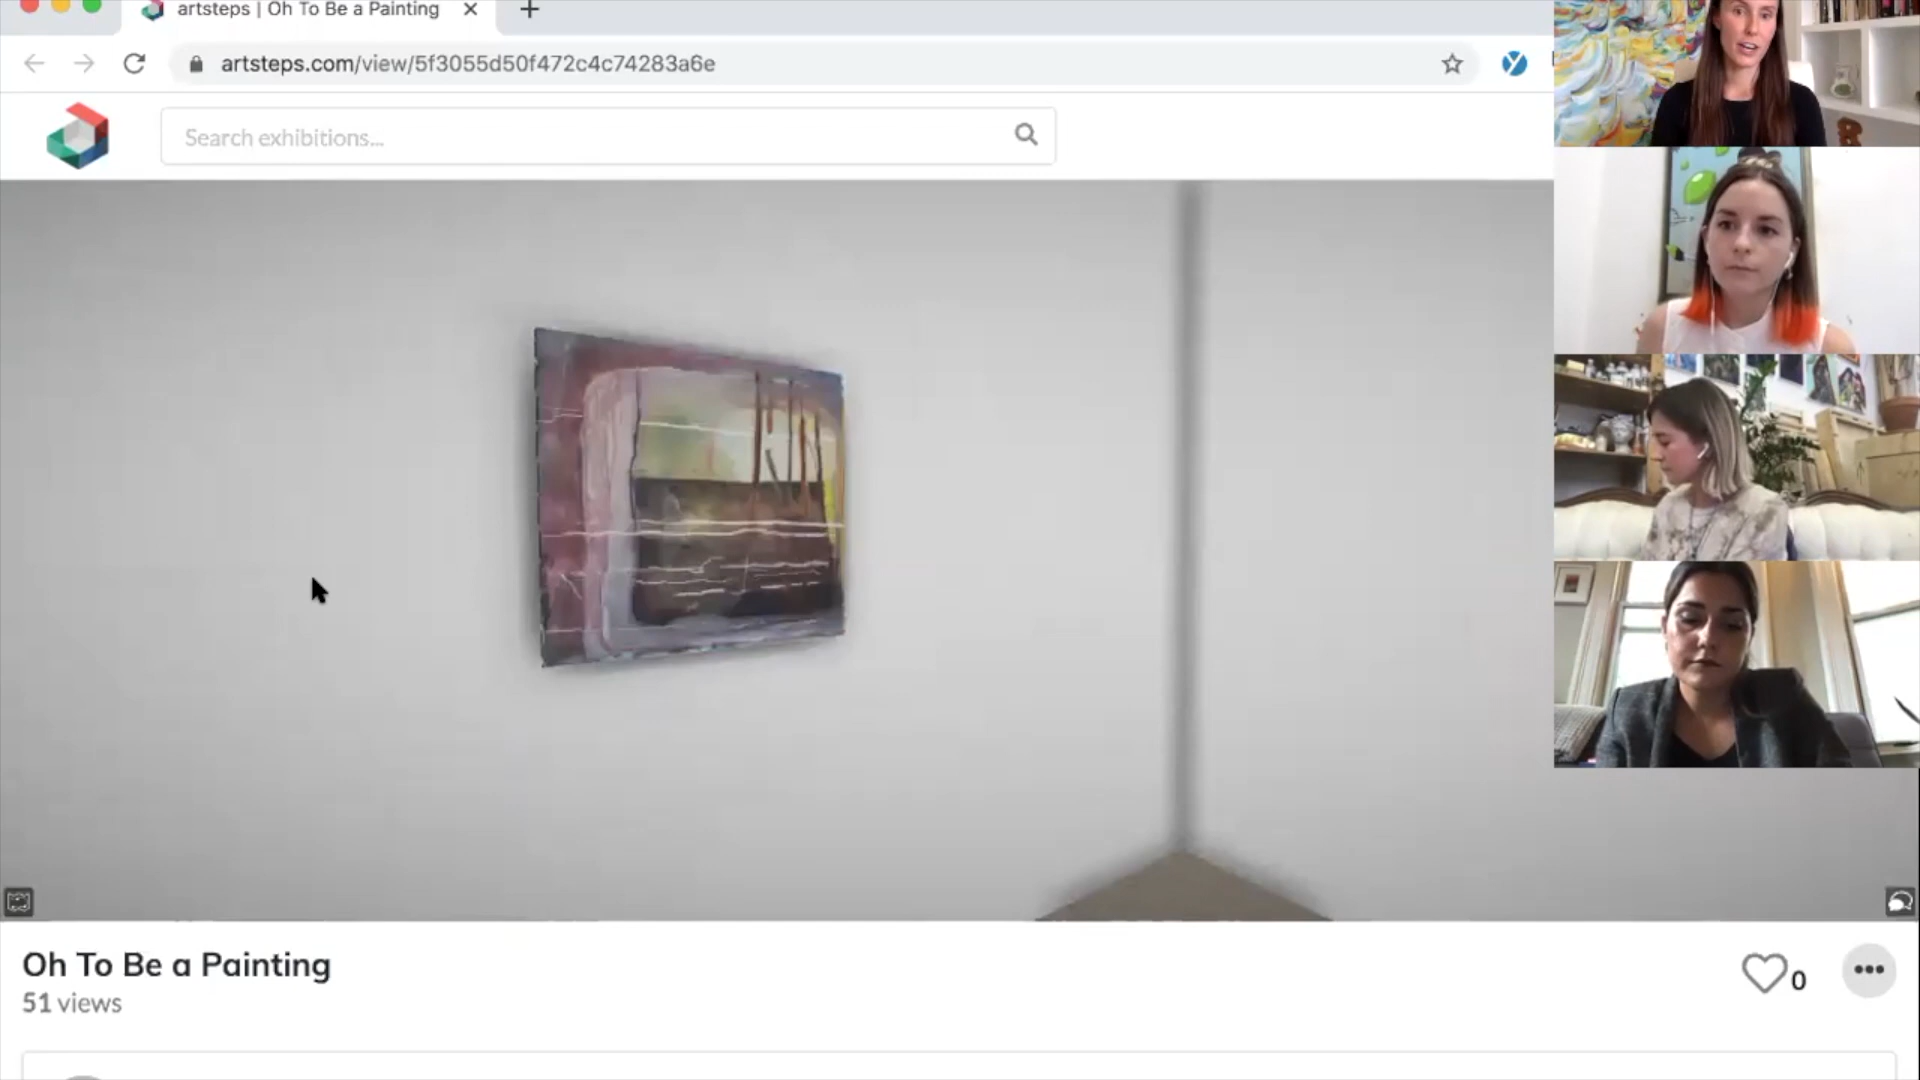 artsteps | Oh To Be a Painting
artsteps.com/view/5f3055d50f472c4c74283a6e
Search exhibitions...
Oh To Be a Painting
51 views
0